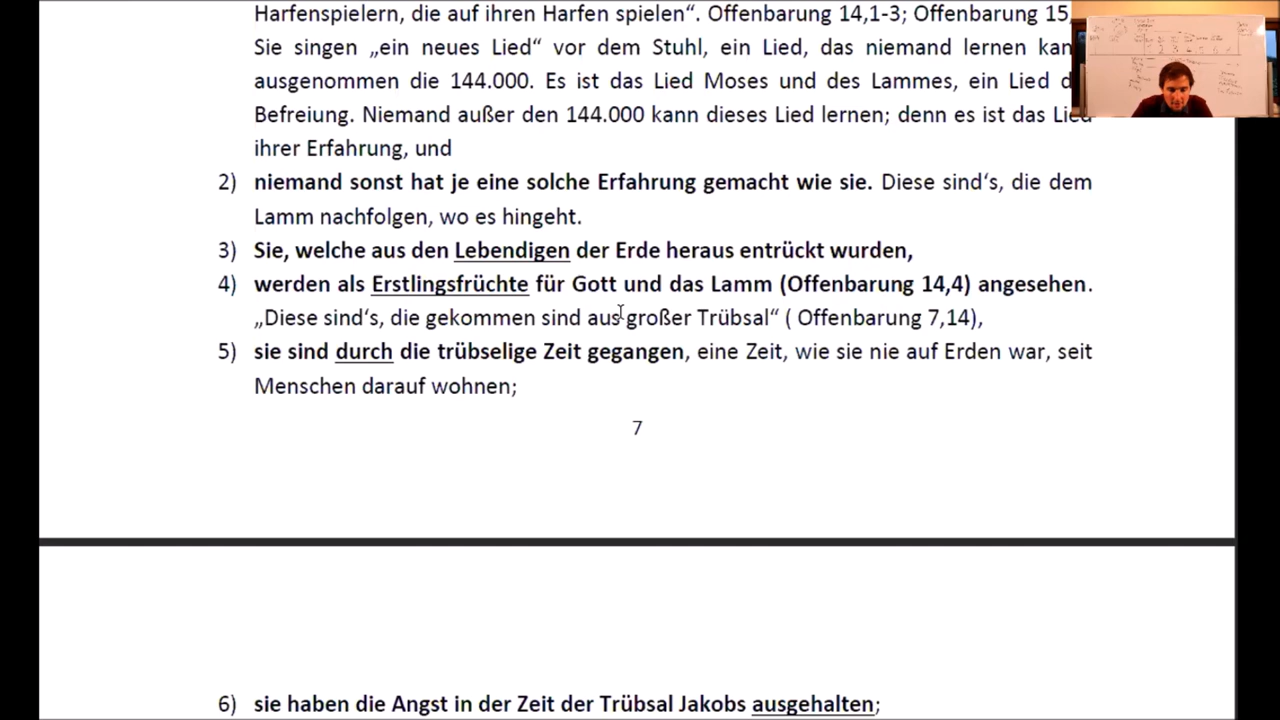 Harfenspielern, die auf ihren Harfen spielen“. Offenbarung 14,1-3; Offenbarung 15,
Sie singen „ein neues Lied“ vor dem Stuhl, ein Lied, das niemand lernen kan
ausgenommen die 144.000. Es ist das Lied Moses und des Lammes, ein Lied d
Befreiung. Niemand außer den 144.000 kann dieses Lied lernen; denn es ist das Lied
ihrer Erfahrung, und
2) niemand sonst hat je eine solche Erfahrung gemacht wie sie. Diese sind‘s, die dem
Lamm nachfolgen, wo es hingeht.
3) Sie, welche aus den Lebendigen der Erde heraus entrückt wurden,
4) werden als Erstlingsfrüchte für Gott und das Lamm (Offenbarung 14,4) angesehen.
„Diese sind‘s, die gekommen sind aus großer Trübsal“ ( Offenbarung 7,14),
5) sie sind durch die trübselige Zeit gegangen, eine Zeit, wie sie nie auf Erden war, seit
Menschen darauf wohnen;
7
6) sie haben die Angst in der Zeit der Trübsal Jakobs ausgehalten;